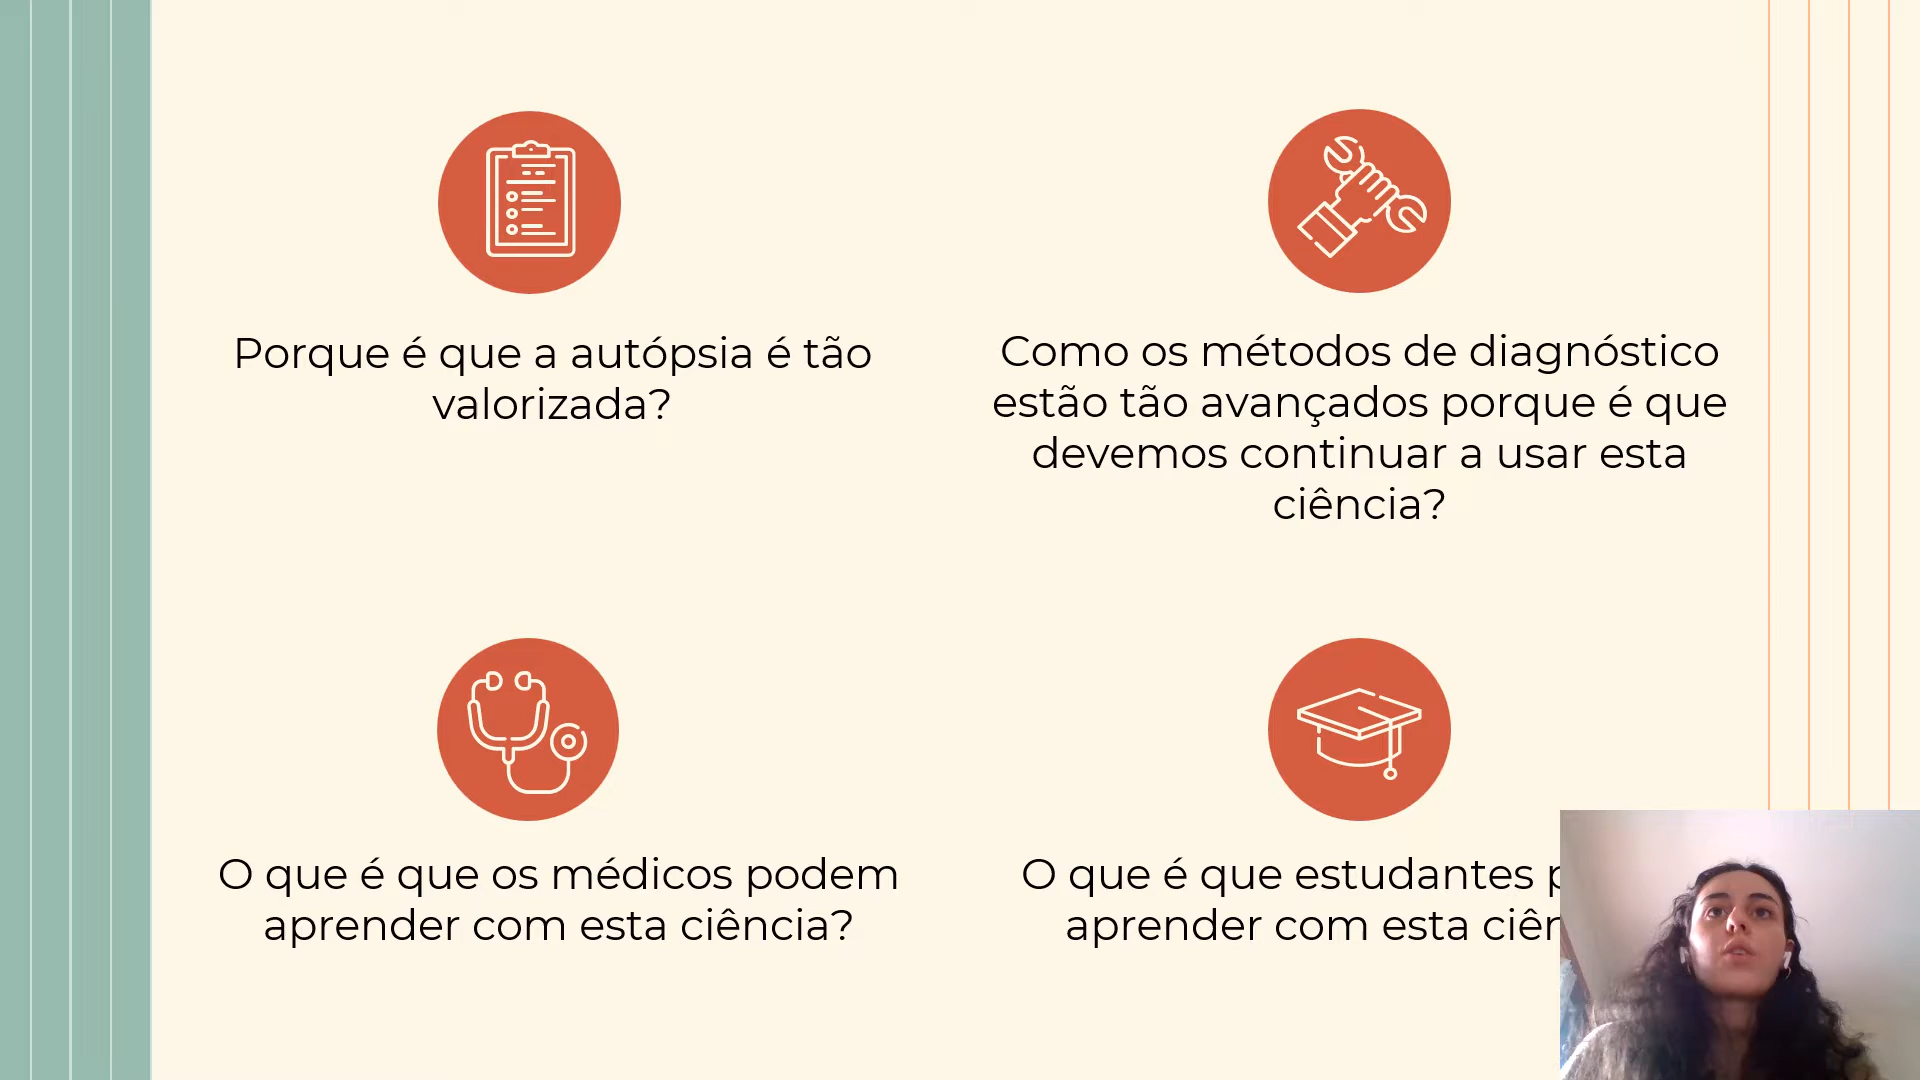 Porque é que a autópsia é tão
valorizada?
Como os métodos de diagnóstico
estão tão avançados porque é que
devemos continuar a usar esta
ciência?
O que é que os médicos podem
aprender com esta ciência?
O que é que estudantes
aprender com esta